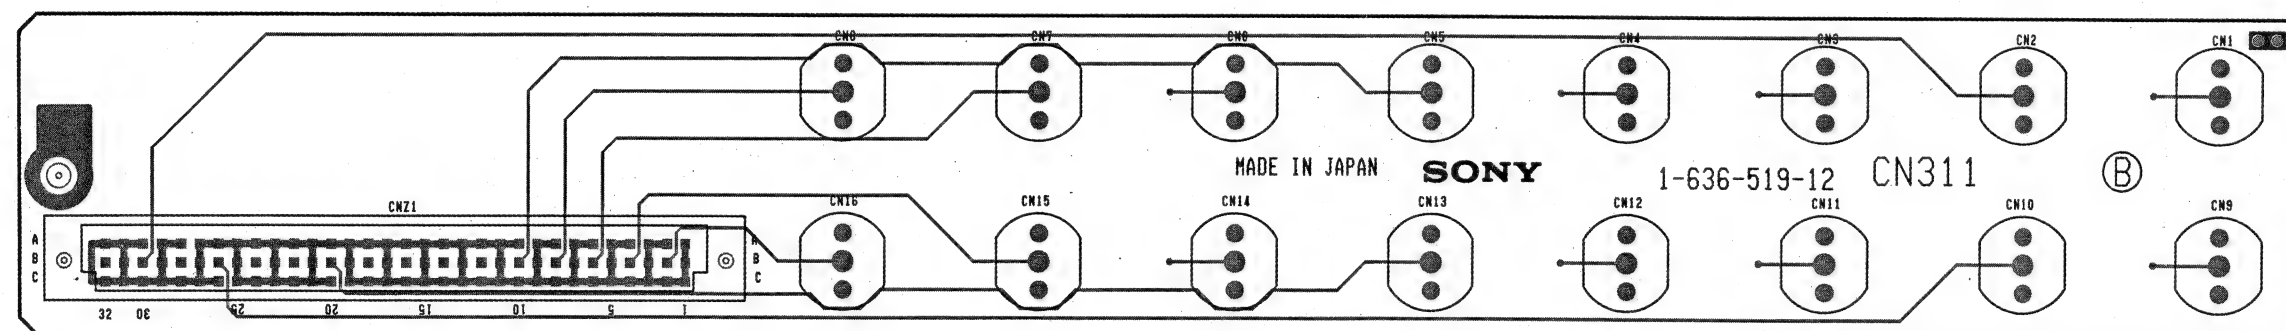 CN8 CN7 CN6 CN5 CN4 CN3 CN2 CN1
MADE IN JAPAN SONY 1-636-519-12 CN311 B
CNZ1 CN16 CN15 CN14 CN13 CN12 CN11 CN10 CN9
A A
B B
C C
32 30 25 20 15 10 5 1